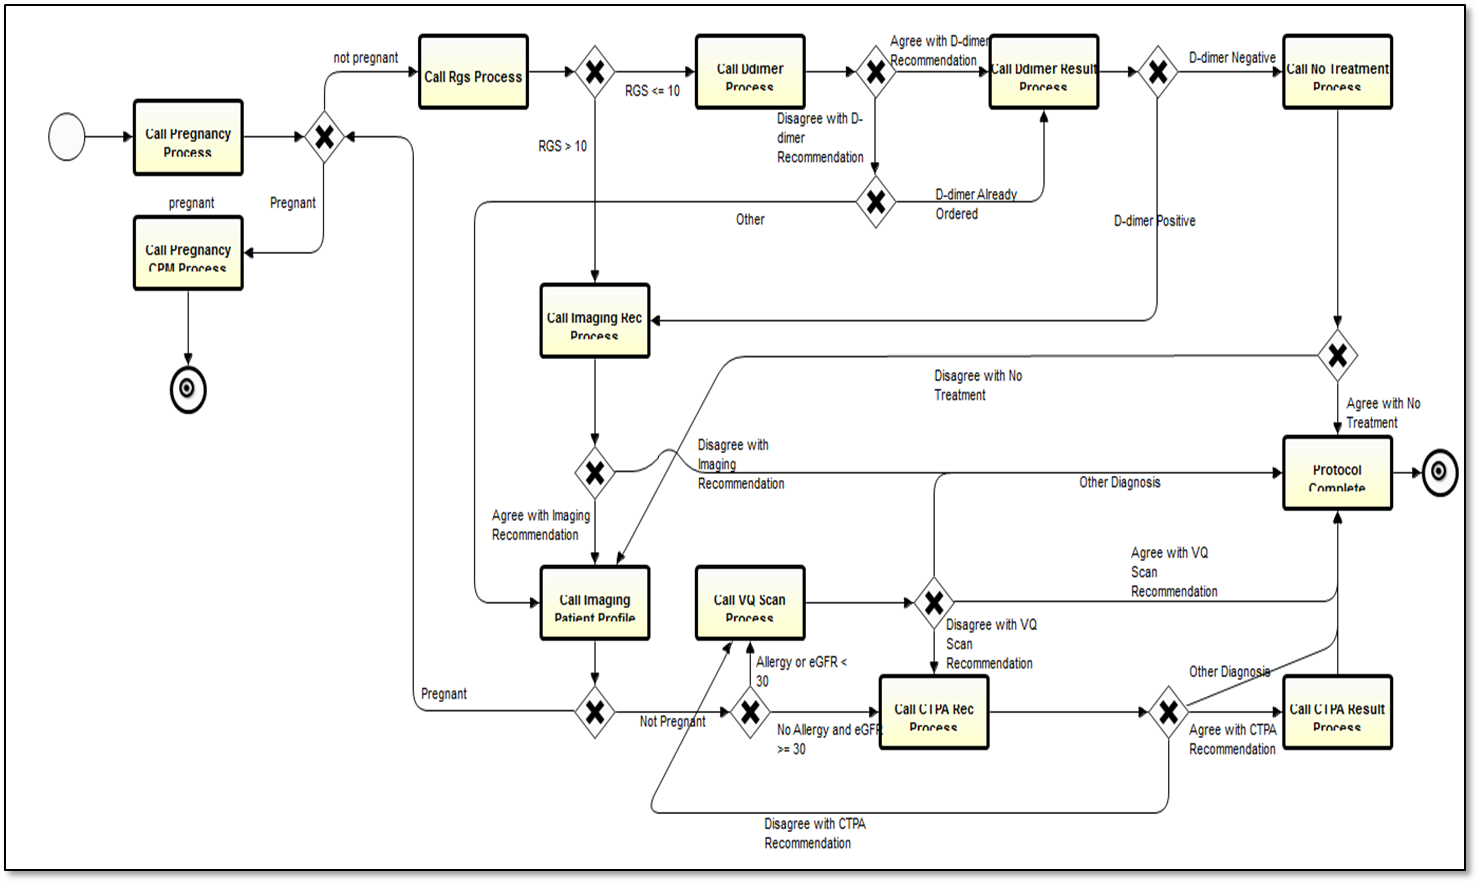 not pregnant
Call Rgs Process
RGS <= 10
RGS > 10
Call Ddimer
Process
Agree with D-dimer
Recommendation
Call Ddimer Result
Process
D-dimer Negative
Call No Treatment
Process
Call Pregnancy
Process
Disagree with D-
dimer
Recommendation
pregnant
Pregnant
Call Pregnancy
CPM Process
Other
D-dimer Already
Ordered
D-dimer Positive
Call Imaging Rec
Process
Disagree with No
Treatment
Agree with No
Treatment
Disagree with
Imaging
Recommendation
Other Diagnosis
Protocol
Complete
Agree with Imaging
Recommendation
Call Imaging
Patient Profile
Call VQ Scan
Process
Agree with VQ
Scan
Recommendation
Disagree with VQ
Scan
Recommendation
Allergy or eGFR <
30
Pregnant
Not Pregnant
No Allergy and eGFR
>= 30
Call CTPA Rec
Process
Other Diagnosis
Agree with CTPA
Recommendation
Call CTPA Result
Process
Disagree with CTPA
Recommendation